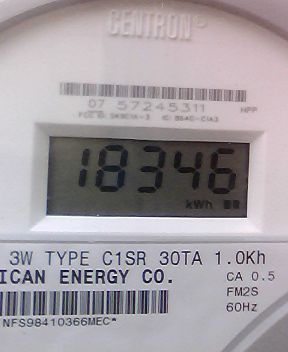 CENTRON®
07 57245311 HPP
18346
kWh
3W TYPE C1SR 30TA 1.0Kh
ICAN ENERGY CO. CA 0.5
FM2S
NFS98410366MEC* 60Hz